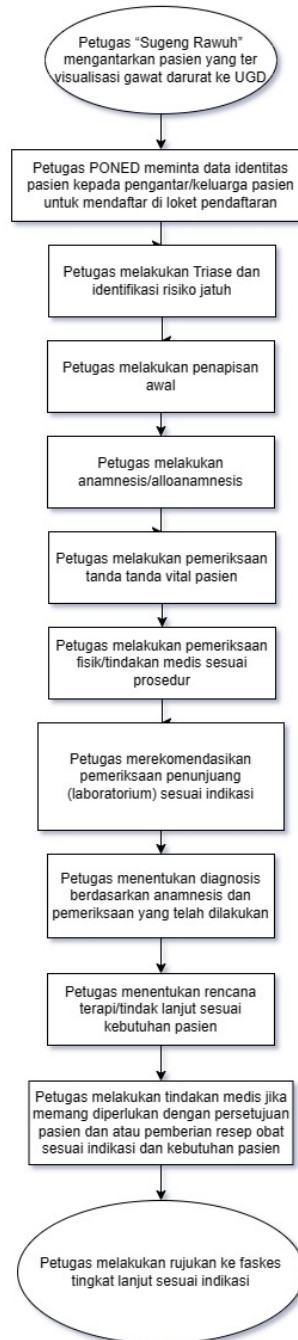 Petugas “Sugeng Rawuh”
mengantarkan pasien yang ter
visualisasi gawat darurat ke UGD
Petugas PONED meminta data identitas
pasien kepada pengantar/keluarga pasien
untuk mendaftar di loket pendaftaran
Petugas melakukan Triase dan
identifikasi risiko jatuh
Petugas melakukan penapisan
awal
Petugas melakukan
anamnesis/alloanamnesis
Petugas melakukan pemeriksaan
tanda tanda vital pasien
Petugas melakukan pemeriksaan
fisik/tindakan medis sesuai
prosedur
Petugas merekomendasikan
pemeriksaan penunjuang
(laboratorium) sesuai indikasi
Petugas menentukan diagnosis
berdasarkan anamnesis dan
pemeriksaan yang telah dilakukan
Petugas menentukan rencana
terapi/tindak lanjut sesuai
kebutuhan pasien
Petugas melakukan tindakan medis jika
memang diperlukan dengan persetujuan
pasien dan atau pemberian resep obat
sesuai indikasi dan kebutuhan pasien
Petugas melakukan rujukan ke faskes
tingkat lanjut sesuai indikasi